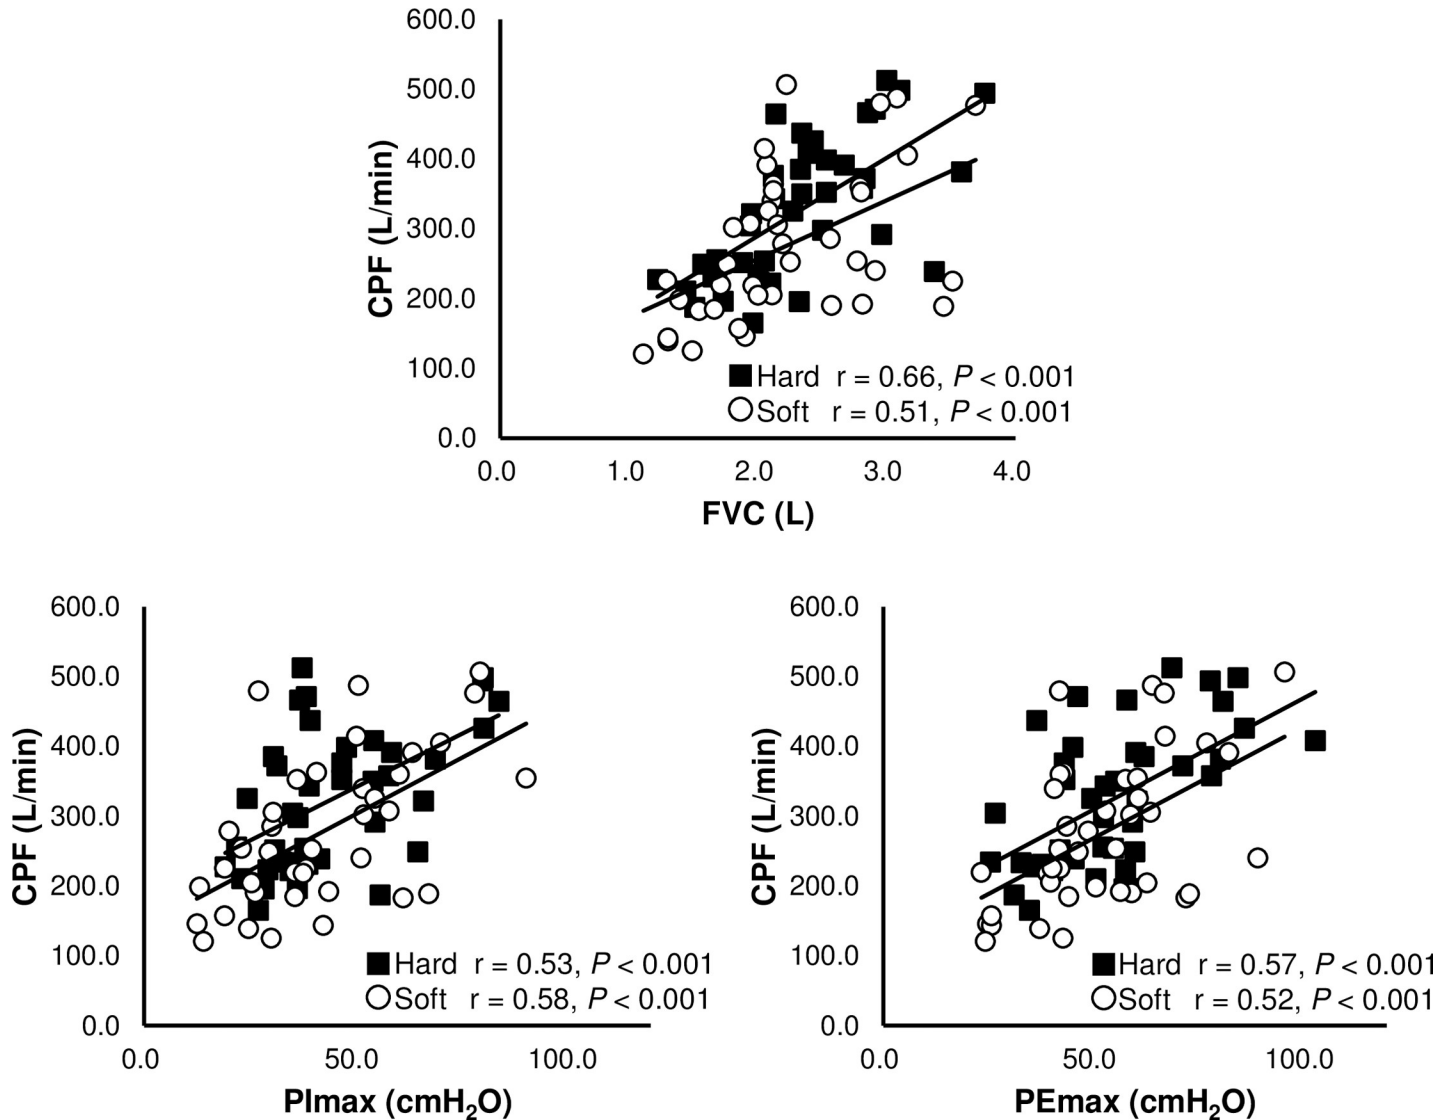 600.0
500.0
400.0
300.0
200.0
100.0
0.0
CPF (L/min)
Hard r = 0.66, P < 0.001
Soft r = 0.51, P < 0.001
0.0 1.0 2.0 3.0 4.0
FVC (L)
600.0
500.0
400.0
300.0
200.0
100.0
0.0
CPF (L/min)
Hard r = 0.53, P < 0.001
Soft r = 0.58, P < 0.001
0.0 50.0 100.0
PImax (cmH₂O)
600.0
500.0
400.0
300.0
200.0
100.0
0.0
CPF (L/min)
Hard r = 0.57, P < 0.001
Soft r = 0.52, P < 0.001
0.0 50.0 100.0
PEmax (cmH₂O)